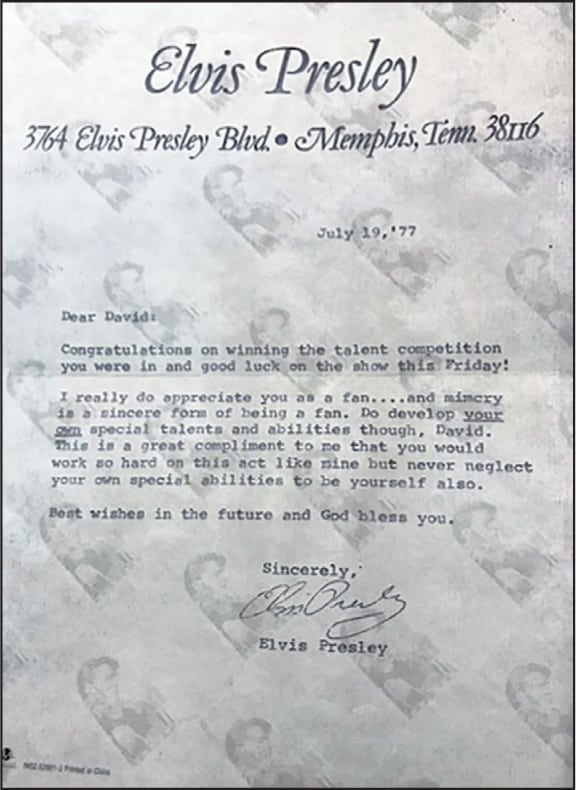 Elvis Presley
3764 Elvis Presley Blvd. • Memphis, Tenn. 38116
July 19,'77
Dear David:
Congratulations on winning the talent competition
you were in and good luck on the show this Friday!
I really do appreciate you as a fan....and mimcry
is a sincere form of being a fan. Do develop your
own special talents and abilities though, David.
This is a great compliment to me that you would
work so hard on this act like mine but never neglect
your own special abilities to be yourself also.
Best wishes in the future and God bless you.
Sincerely,
Elvis Presley
Elvis Presley
Printed in China